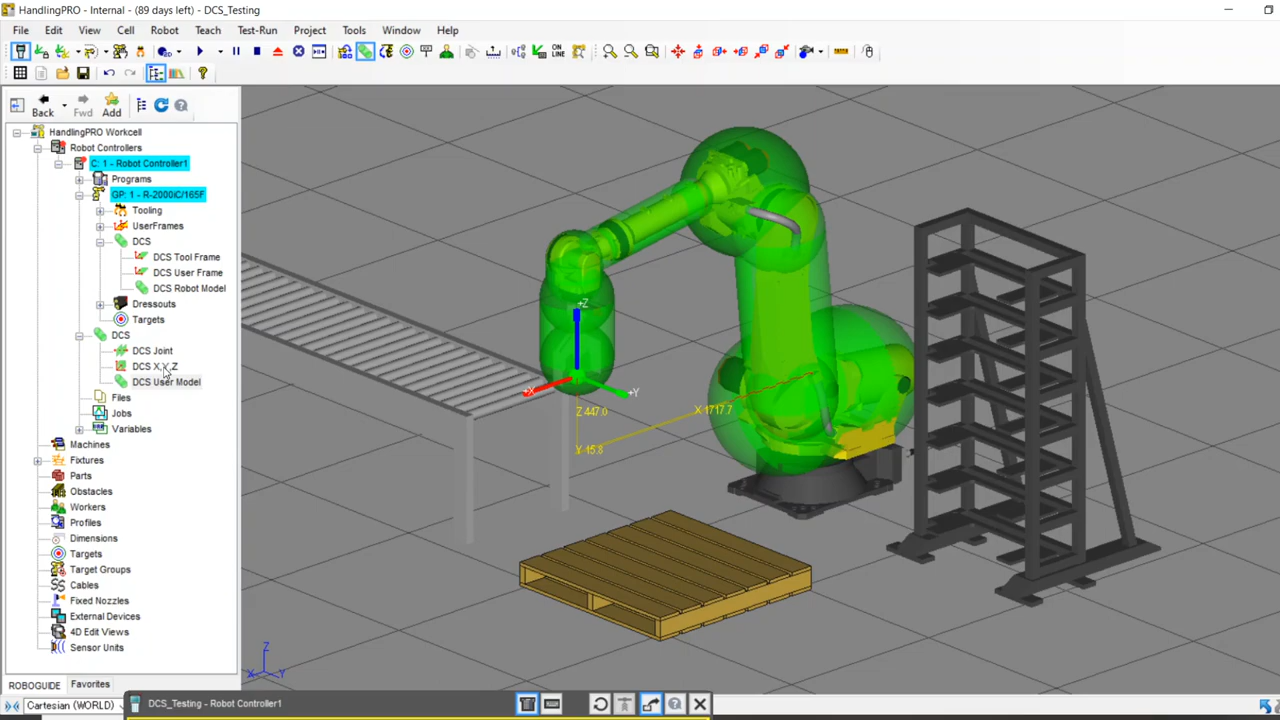 HandlingPRO - Internal - (89 days left) - DCS_Testing
File Edit View Cell Robot Teach Test-Run Project Tools Window Help
ON LINE
Back Fwd Add
HandlingPRO Workcell
Robot Controllers
C: 1 - Robot Controller1
Programs
GP: 1 - R-2000iC/165F
Tooling
UserFrames
DCS
DCS Tool Frame
DCS User Frame
DCS Robot Model
Dressouts
Targets
DCS
DCS Joint
DCS X,Y,Z
DCS User Model
Files
Jobs
Variables
Machines
Fixtures
Parts
Obstacles
Workers
Profiles
Dimensions
Targets
Target Groups
Cables
Fixed Nozzles
External Devices
4D Edit Views
Sensor Units
ROBOGUIDE Favorites
Cartesian (WORLD)
DCS_Testing - Robot Controller1
+Z
+X
+Y
Z 447.0
X 1717.7
Y 15.8
Z
X
Y